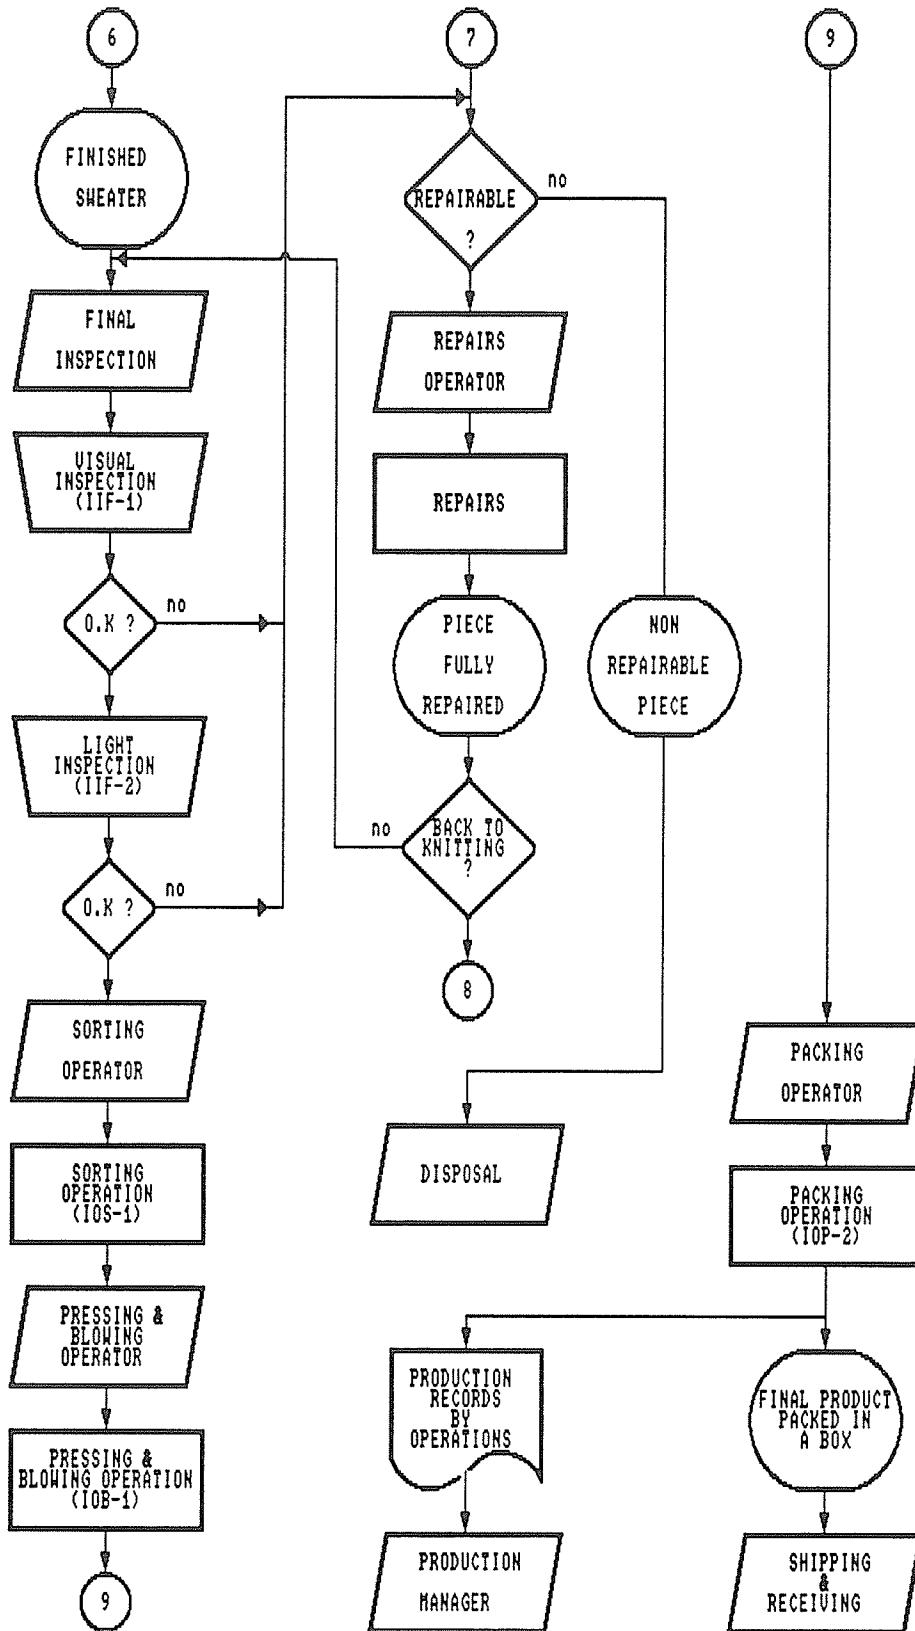 6
FINISHED
SWEATER
FINAL
INSPECTION
VISUAL
INSPECTION
(IIF-1)
O.K ?
no
LIGHT
INSPECTION
(IIF-2)
O.K ?
no
SORTING
OPERATOR
SORTING
OPERATION
(IOS-1)
PRESSING &
BLOWING
OPERATOR
PRESSING &
BLOWING OPERATION
(IOB-1)
9
7
REPAIRABLE
?
no
REPAIRS
OPERATOR
REPAIRS
PIECE
FULLY
REPAIRED
BACK TO
KNITTING
?
no
8
NON
REPAIRABLE
PIECE
DISPOSAL
9
PACKING
OPERATOR
PACKING
OPERATION
(IOP-2)
PRODUCTION
RECORDS
BY
OPERATIONS
PRODUCTION
MANAGER
FINAL PRODUCT
PACKED IN
A BOX
SHIPPING
&
RECEIVING